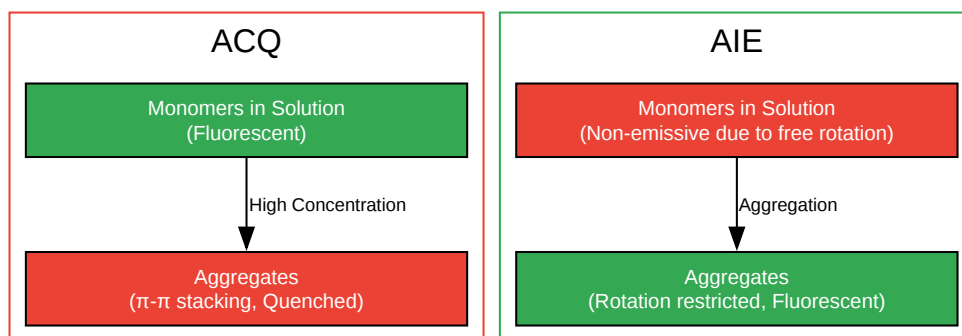 ACQ
Monomers in Solution
(Fluorescent)
High Concentration
Aggregates
(π-π stacking, Quenched)
AIE
Monomers in Solution
(Non-emissive due to free rotation)
Aggregation
Aggregates
(Rotation restricted, Fluorescent)